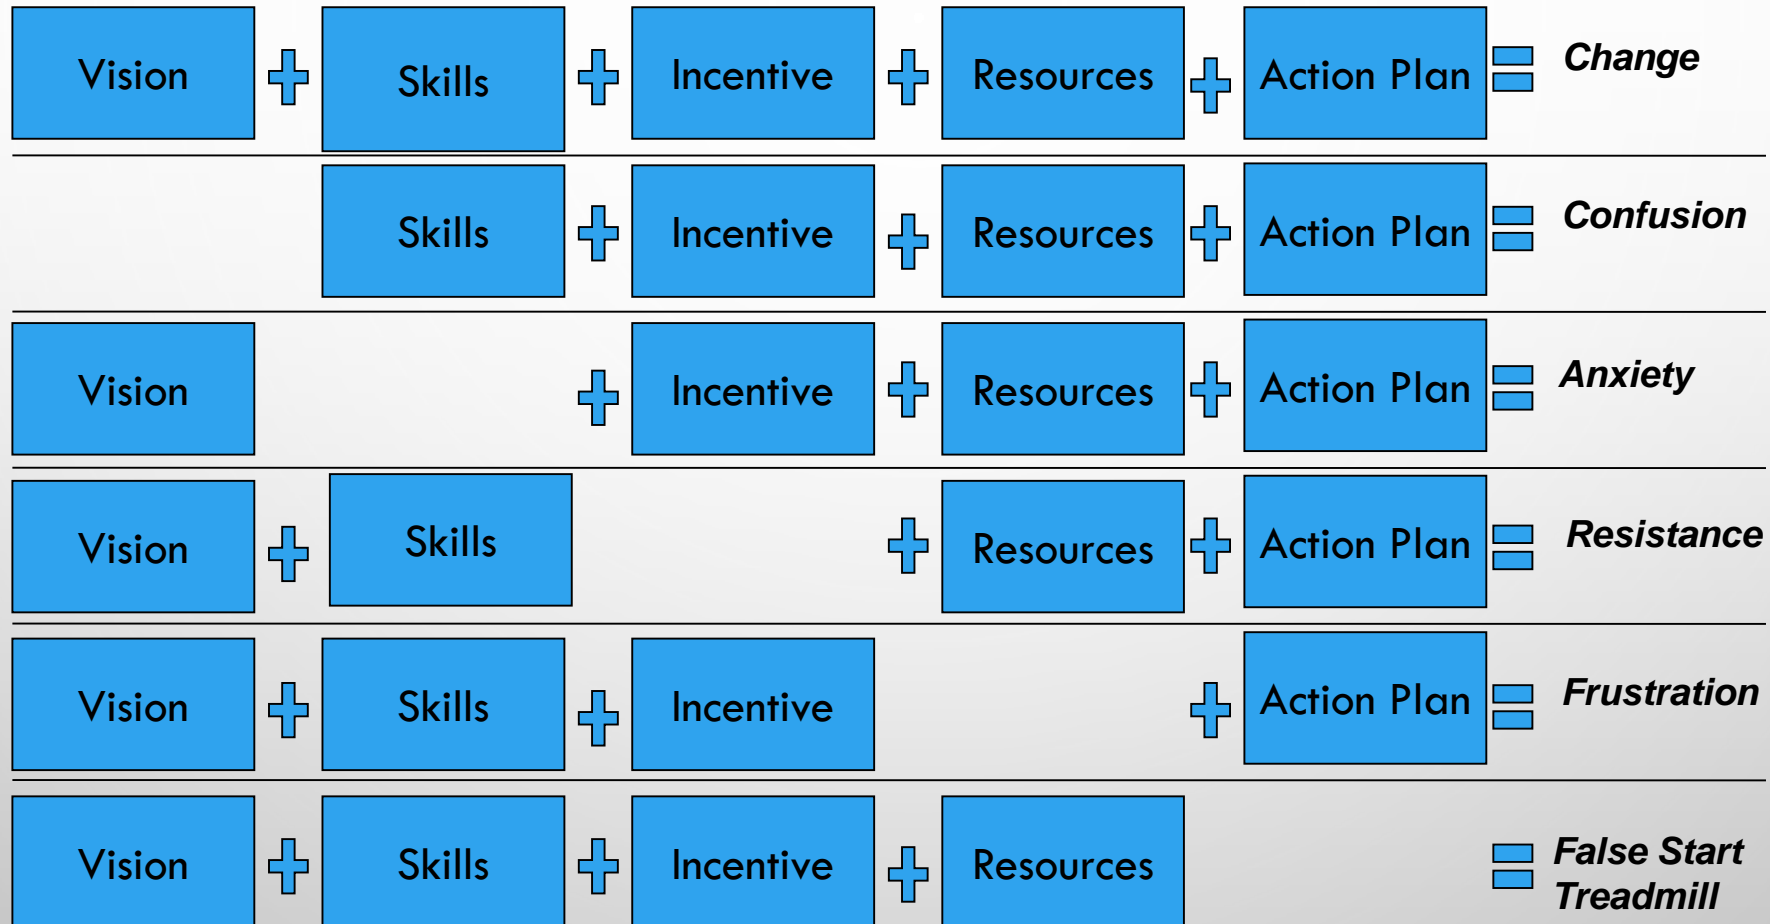 Vision + Skills + Incentive + Resources + Action Plan = Change
Skills + Incentive + Resources + Action Plan = Confusion
Vision + Incentive + Resources + Action Plan = Anxiety
Vision + Skills + Resources + Action Plan = Resistance
Vision + Skills + Incentive + Action Plan = Frustration
Vision + Skills + Incentive + Resources = False Start
Treadmill